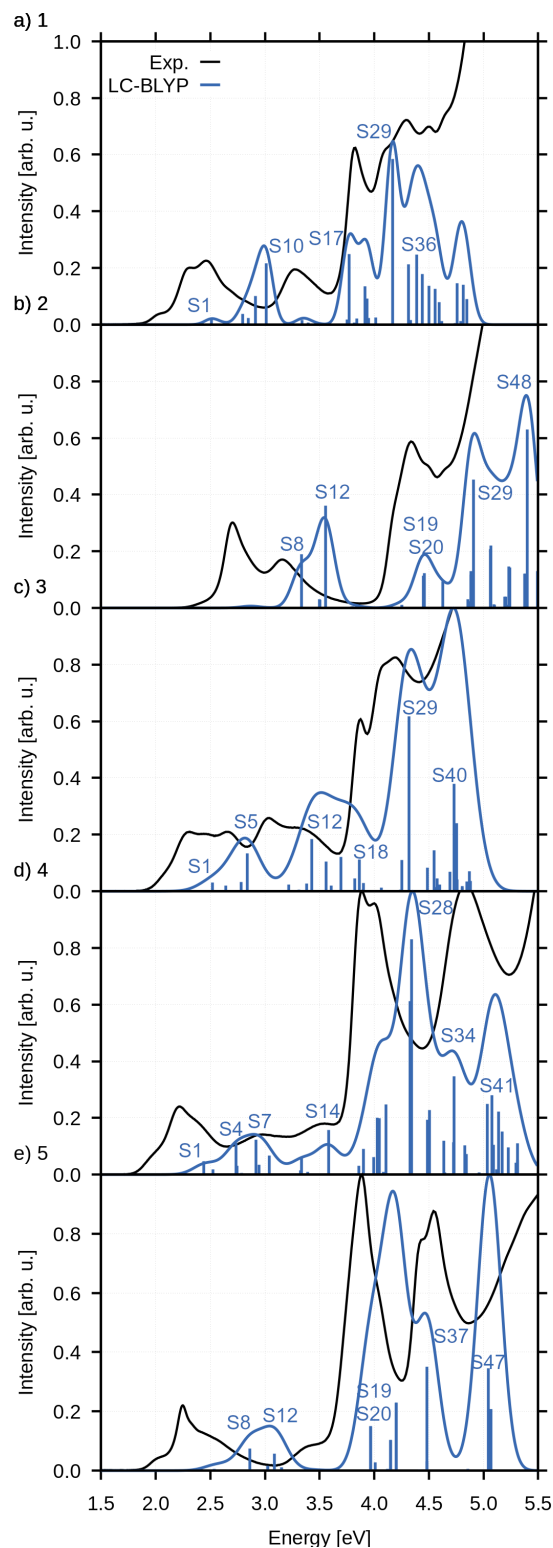 a) 1
1.0
Exp.
LC-BLYP
0.8
S29
0.6
Intensity [arb. u.]
0.4
S10
S17
S36
0.2
S1
b) 2
0.0
S48
0.8
0.6
Intensity [arb. u.]
S12
S29
0.4
S19
S8
S20
0.2
c) 3
0.0
0.8
S29
0.6
Intensity [arb. u.]
S40
0.4
S5
S12
0.2
S1
S18
d) 4
0.0
S28
0.8
0.6
Intensity [arb. u.]
S34
0.4
S41
S14
S4
S7
0.2
S1
e) 5
0.0
0.8
0.6
Intensity [arb. u.]
S37
S47
0.4
S19
S8
S12
S20
0.2
0.0
1.5 2.0 2.5 3.0 3.5 4.0 4.5 5.0 5.5
Energy [eV]